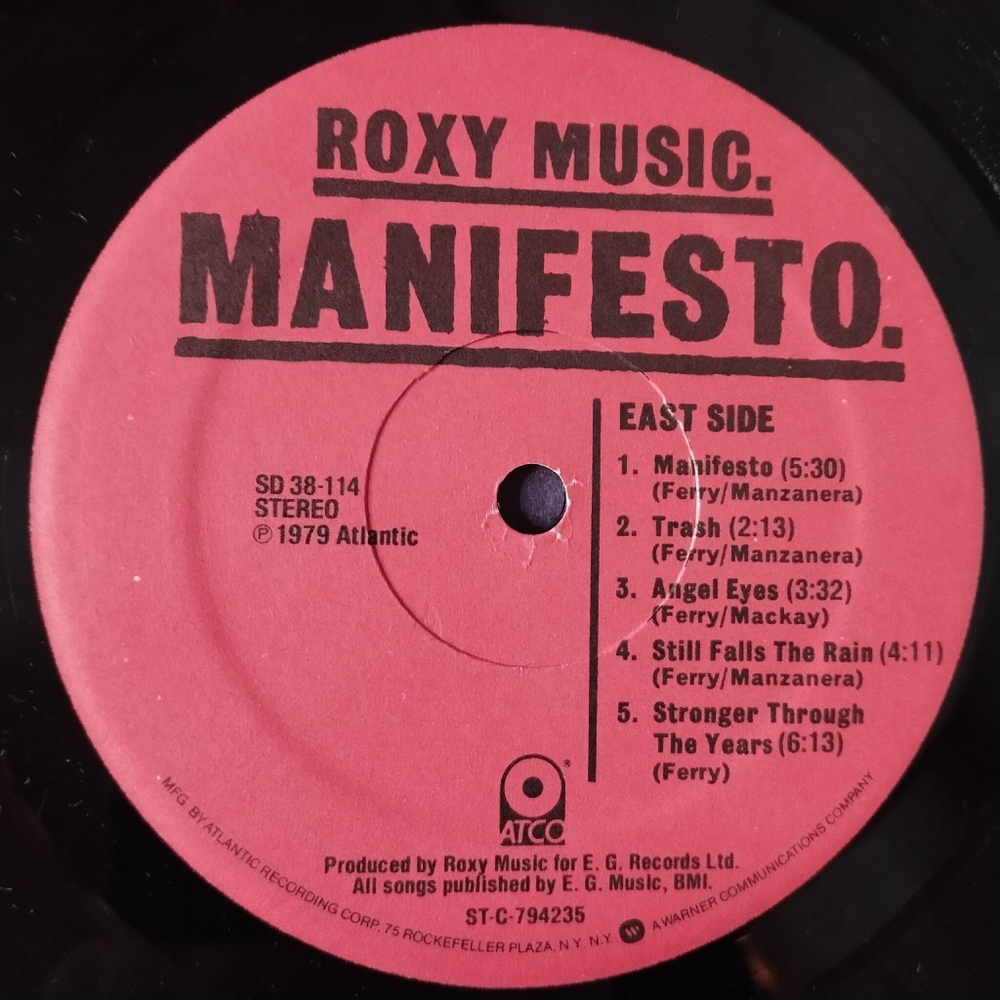 ROXY MUSIC.
MANIFESTO.
SD 38-114
STEREO
℗ 1979 Atlantic
EAST SIDE
1. Manifesto (5:30)
(Ferry/Manzanera)
2. Trash (2:13)
(Ferry/Manzanera)
3. Angel Eyes (3:32)
(Ferry/Mackay)
4. Still Falls The Rain (4:11)
(Ferry/Manzanera)
5. Stronger Through
The Years (6:13)
(Ferry)
ATCO®
Produced by Roxy Music for E. G. Records Ltd.
All songs published by E. G. Music, BMI.
ST-C-794235
MFG BY ATLANTIC RECORDING CORP, 75 ROCKEFELLER PLAZA, N.Y. N.Y. W A WARNER COMMUNICATIONS COMPANY